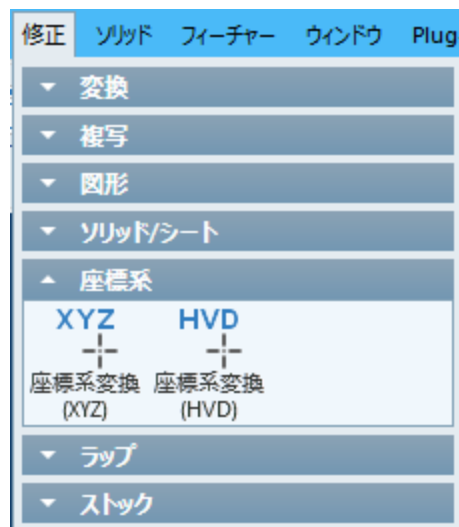 修正 ソリッド フィーチャー ウィンドウ Plug
変換
複写
図形
ソリッド/シート
座標系
XYZ HVD
座標系変換 座標系変換
(XYZ) (HVD)
ラップ
ストック